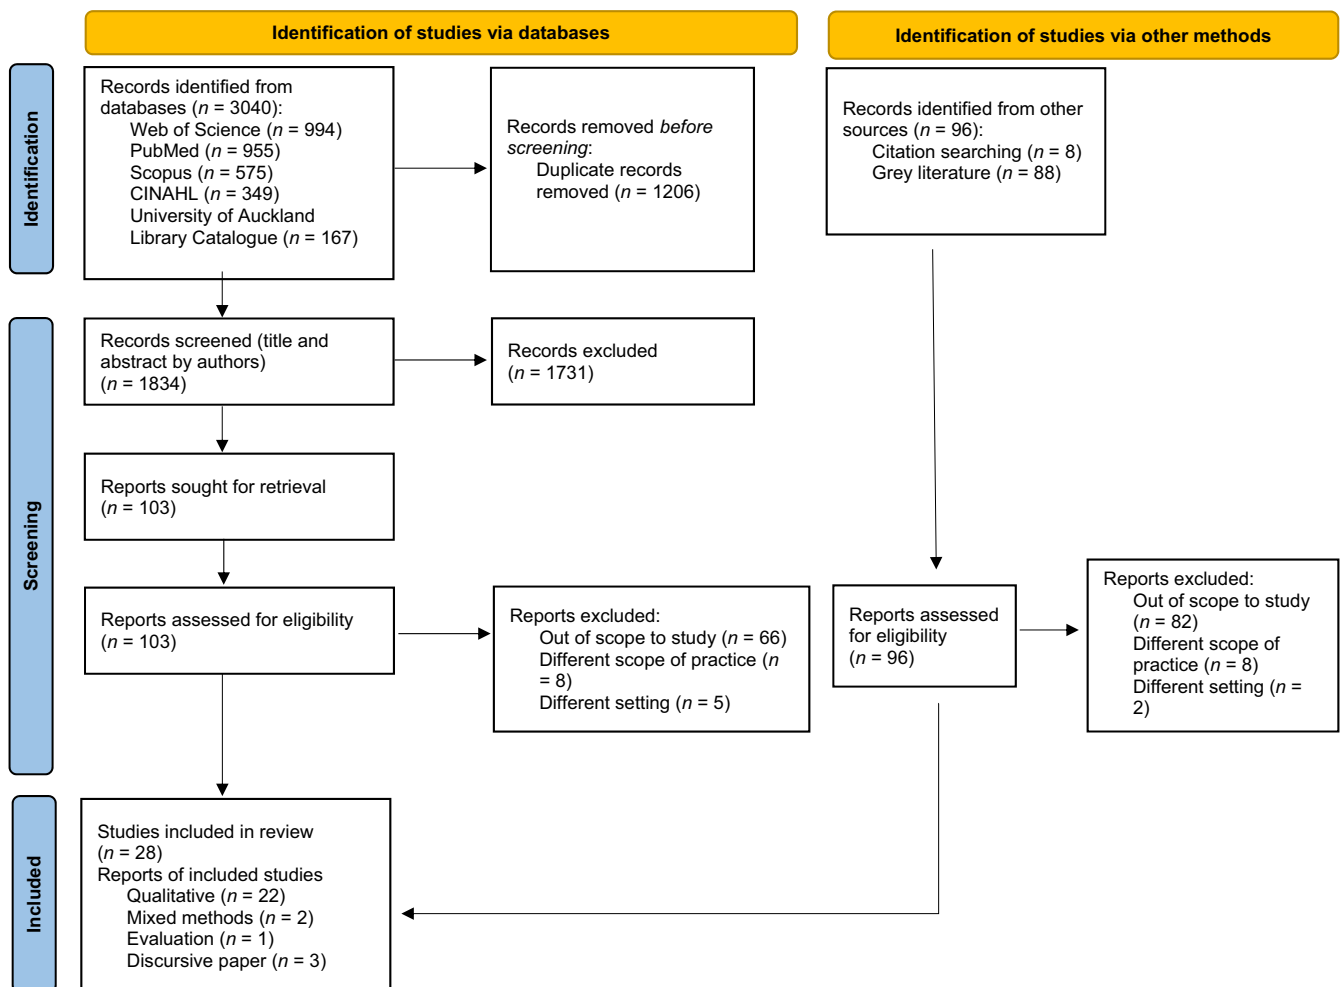 Identification of studies via databases
Identification of studies via other methods
Identification
Records identified from
databases (n = 3040):
Web of Science (n = 994)
PubMed (n = 955)
Scopus (n = 575)
CINAHL (n = 349)
University of Auckland
Library Catalogue (n = 167)
Records removed before
screening:
Duplicate records
removed (n = 1206)
Records identified from other
sources (n = 96):
Citation searching (n = 8)
Grey literature (n = 88)
Screening
Records screened (title and
abstract by authors)
(n = 1834)
Records excluded
(n = 1731)
Reports sought for retrieval
(n = 103)
Reports assessed for eligibility
(n = 103)
Reports excluded:
Out of scope to study (n = 66)
Different scope of practice (n
= 8)
Different setting (n = 5)
Reports assessed
for eligibility
(n = 96)
Reports excluded:
Out of scope to study
(n = 82)
Different scope of
practice (n = 8)
Different setting (n =
2)
Included
Studies included in review
(n = 28)
Reports of included studies
Qualitative (n = 22)
Mixed methods (n = 2)
Evaluation (n = 1)
Discursive paper (n = 3)